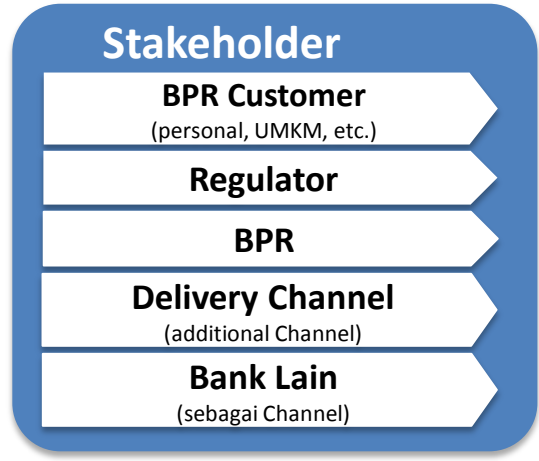 Stakeholder
BPR Customer
(personal, UMKM, etc.)
Regulator
BPR
Delivery Channel
(additional Channel)
Bank Lain
(sebagai Channel)